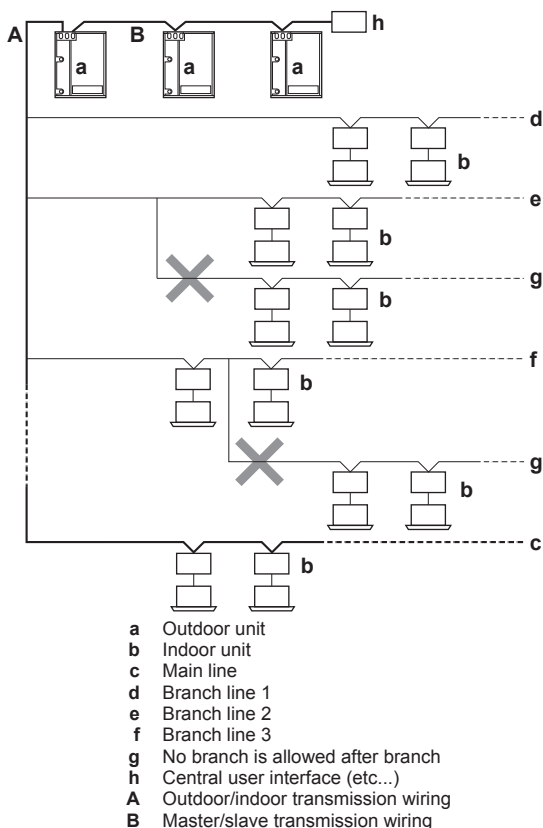 A
B
h
a
a
a
d
b
e
b
g
b
f
b
g
b
c
b
a Outdoor unit
b Indoor unit
c Main line
d Branch line 1
e Branch line 2
f Branch line 3
g No branch is allowed after branch
h Central user interface (etc...)
A Outdoor/indoor transmission wiring
B Master/slave transmission wiring